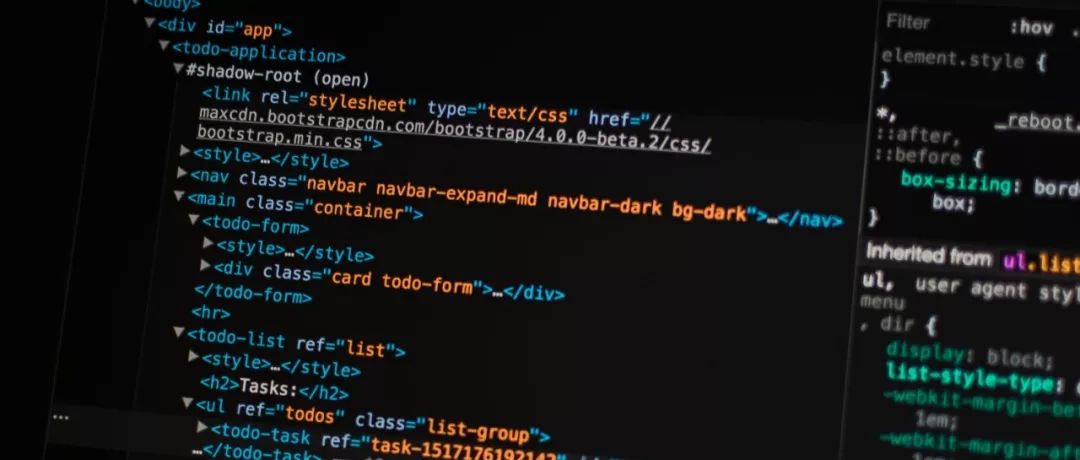 <body>
<div id="app">
<todo-application>
#shadow-root (open)
<link rel="stylesheet" type="text/css" href="//
maxcdn.bootstrapcdn.com/bootstrap/4.0.0-beta.2/css/
bootstrap.min.css">
<style>…</style>
<nav class="navbar navbar-expand-md navbar-dark bg-dark">…</nav>
<main class="container">
<todo-form>
<style>…</style>
<div class="card todo-form">…</div>
</todo-form>
<hr>
<todo-list ref="list">
<style>…</style>
<h2>Tasks:</h2>
<ul ref="todos" class="list-group">
<todo-task ref="task-1517176192142"
…</todo-task>
Filter :hov
element.style {
}
*, _reboot.
::after,
::before {
box-sizing: bord
box;
}
Inherited from ul.list
ul, user agent styl
menu
, dir {
display: block;
list-style-type:
-webkit-margin-be
1em;
-webkit-margin-af